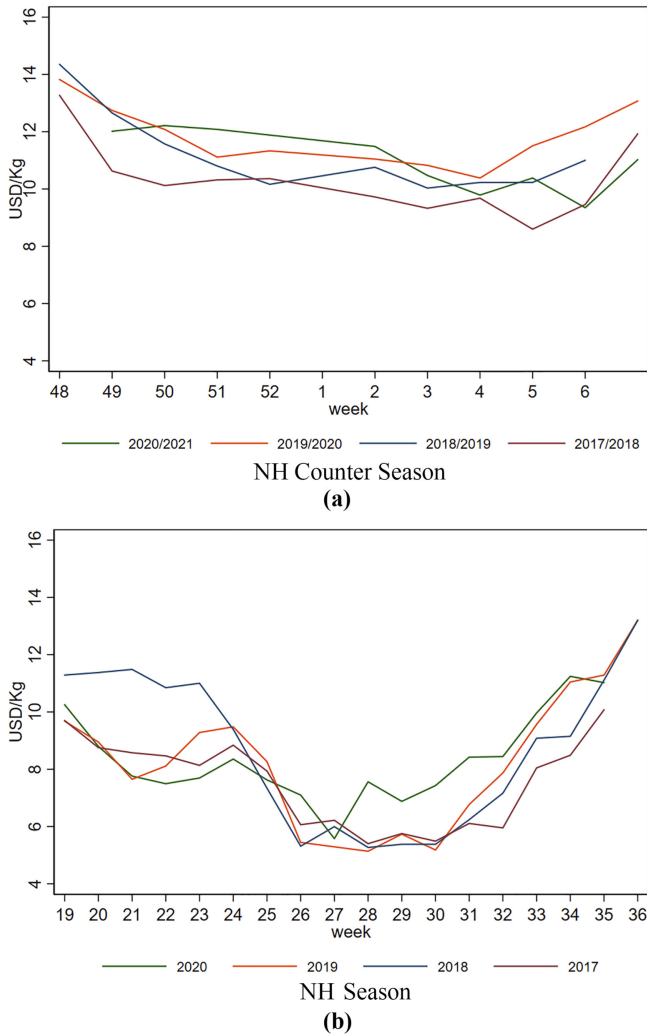 16
14
12
10
8
6
4
USD/Kg
48 49 50 51 52 1 2 3 4 5 6
week
2020/2021 2019/2020 2018/2019 2017/2018
NH Counter Season
(a)
16
14
12
10
8
6
4
USD/Kg
19 20 21 22 23 24 25 26 27 28 29 30 31 32 33 34 35 36
week
2020 2019 2018 2017
NH Season
(b)